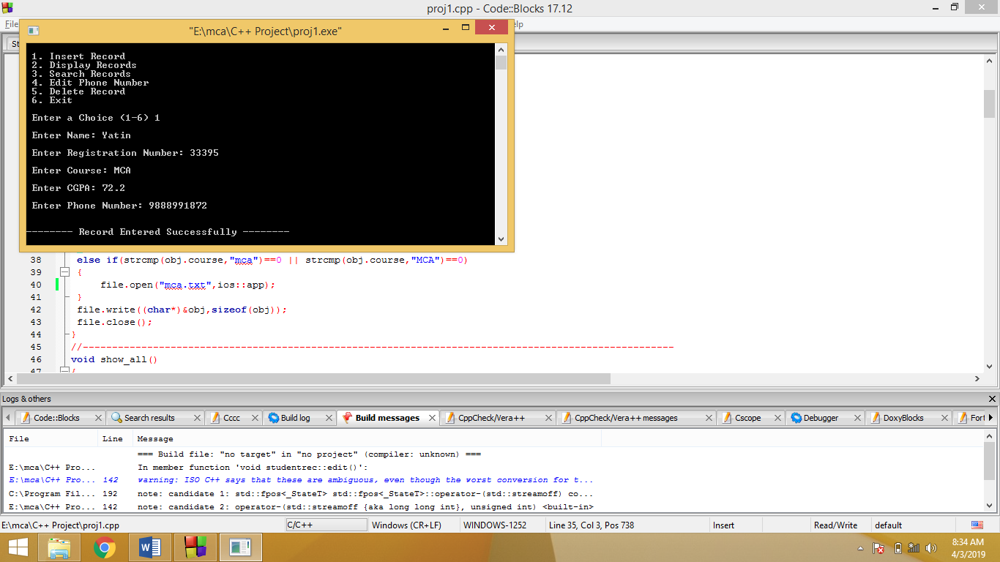 proj1.cpp - Code::Blocks 17.12
File
"E:\mca\C++ Project\proj1.exe"
1. Insert Record
2. Display Records
3. Search Records
4. Edit Phone Number
5. Delete Record
6. Exit
Enter a Choice (1-6) 1
Enter Name: Yatin
Enter Registration Number: 33395
Enter Course: MCA
Enter CGPA: 72.2
Enter Phone Number: 9888991872
-------- Record Entered Successfully --------
38 else if(strcmp(obj.course,"mca")==0 || strcmp(obj.course,"MCA")==0)
39 {
40 file.open("mca.txt",ios::app);
41 }
42 file.write((char*)&obj,sizeof(obj));
43 file.close();
44 }
45 //-----------------------------------------------------------------------------------------------------
46 void show_all()
47 {
Logs & others
Code::Blocks Search results Cccc Build log Build messages CppCheck/Vera++ CppCheck/Vera++ messages Cscope Debugger DoxyBlocks Fort
File Line Message
=== Build file: "no target" in "no project" (compiler: unknown) ===
E:\mca\C++ Pro... In member function 'void studentrec::edit()':
E:\mca\C++ Pro... 142 warning: ISO C++ says that these are ambiguous, even though the worst conversion for t...
C:\Program Fil... 192 note: candidate 1: std::fpos<_StateT> std::fpos<_StateT>::operator-(std::streamoff) co...
E:\mca\C++ Pro... 142 note: candidate 2: operator-(std::streamoff {aka long long int}, unsigned int) <built-in>
E:\mca\C++ Project\proj1.cpp C/C++ Windows (CR+LF) WINDOWS-1252 Line 35, Col 3, Pos 738 Insert Read/Write default
8:34 AM
4/3/2019